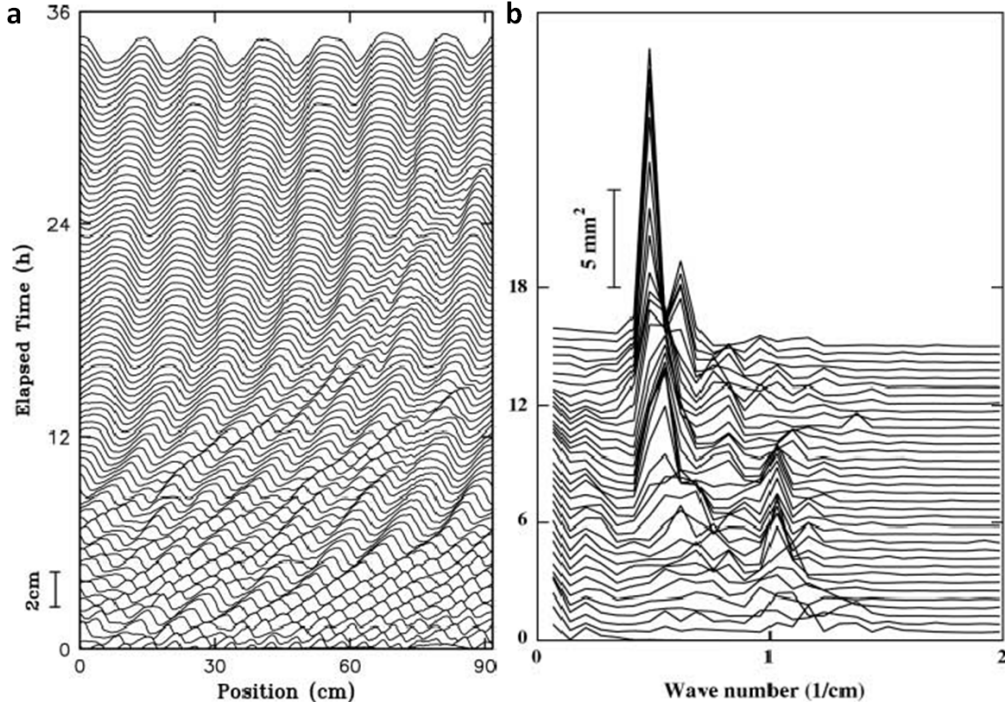 a
36
24
12
0
Elapsed Time (h)
2cm
0 30 60 90
Position (cm)
b
18
12
6
0
5 mm²
0 1 2
Wave number (1/cm)